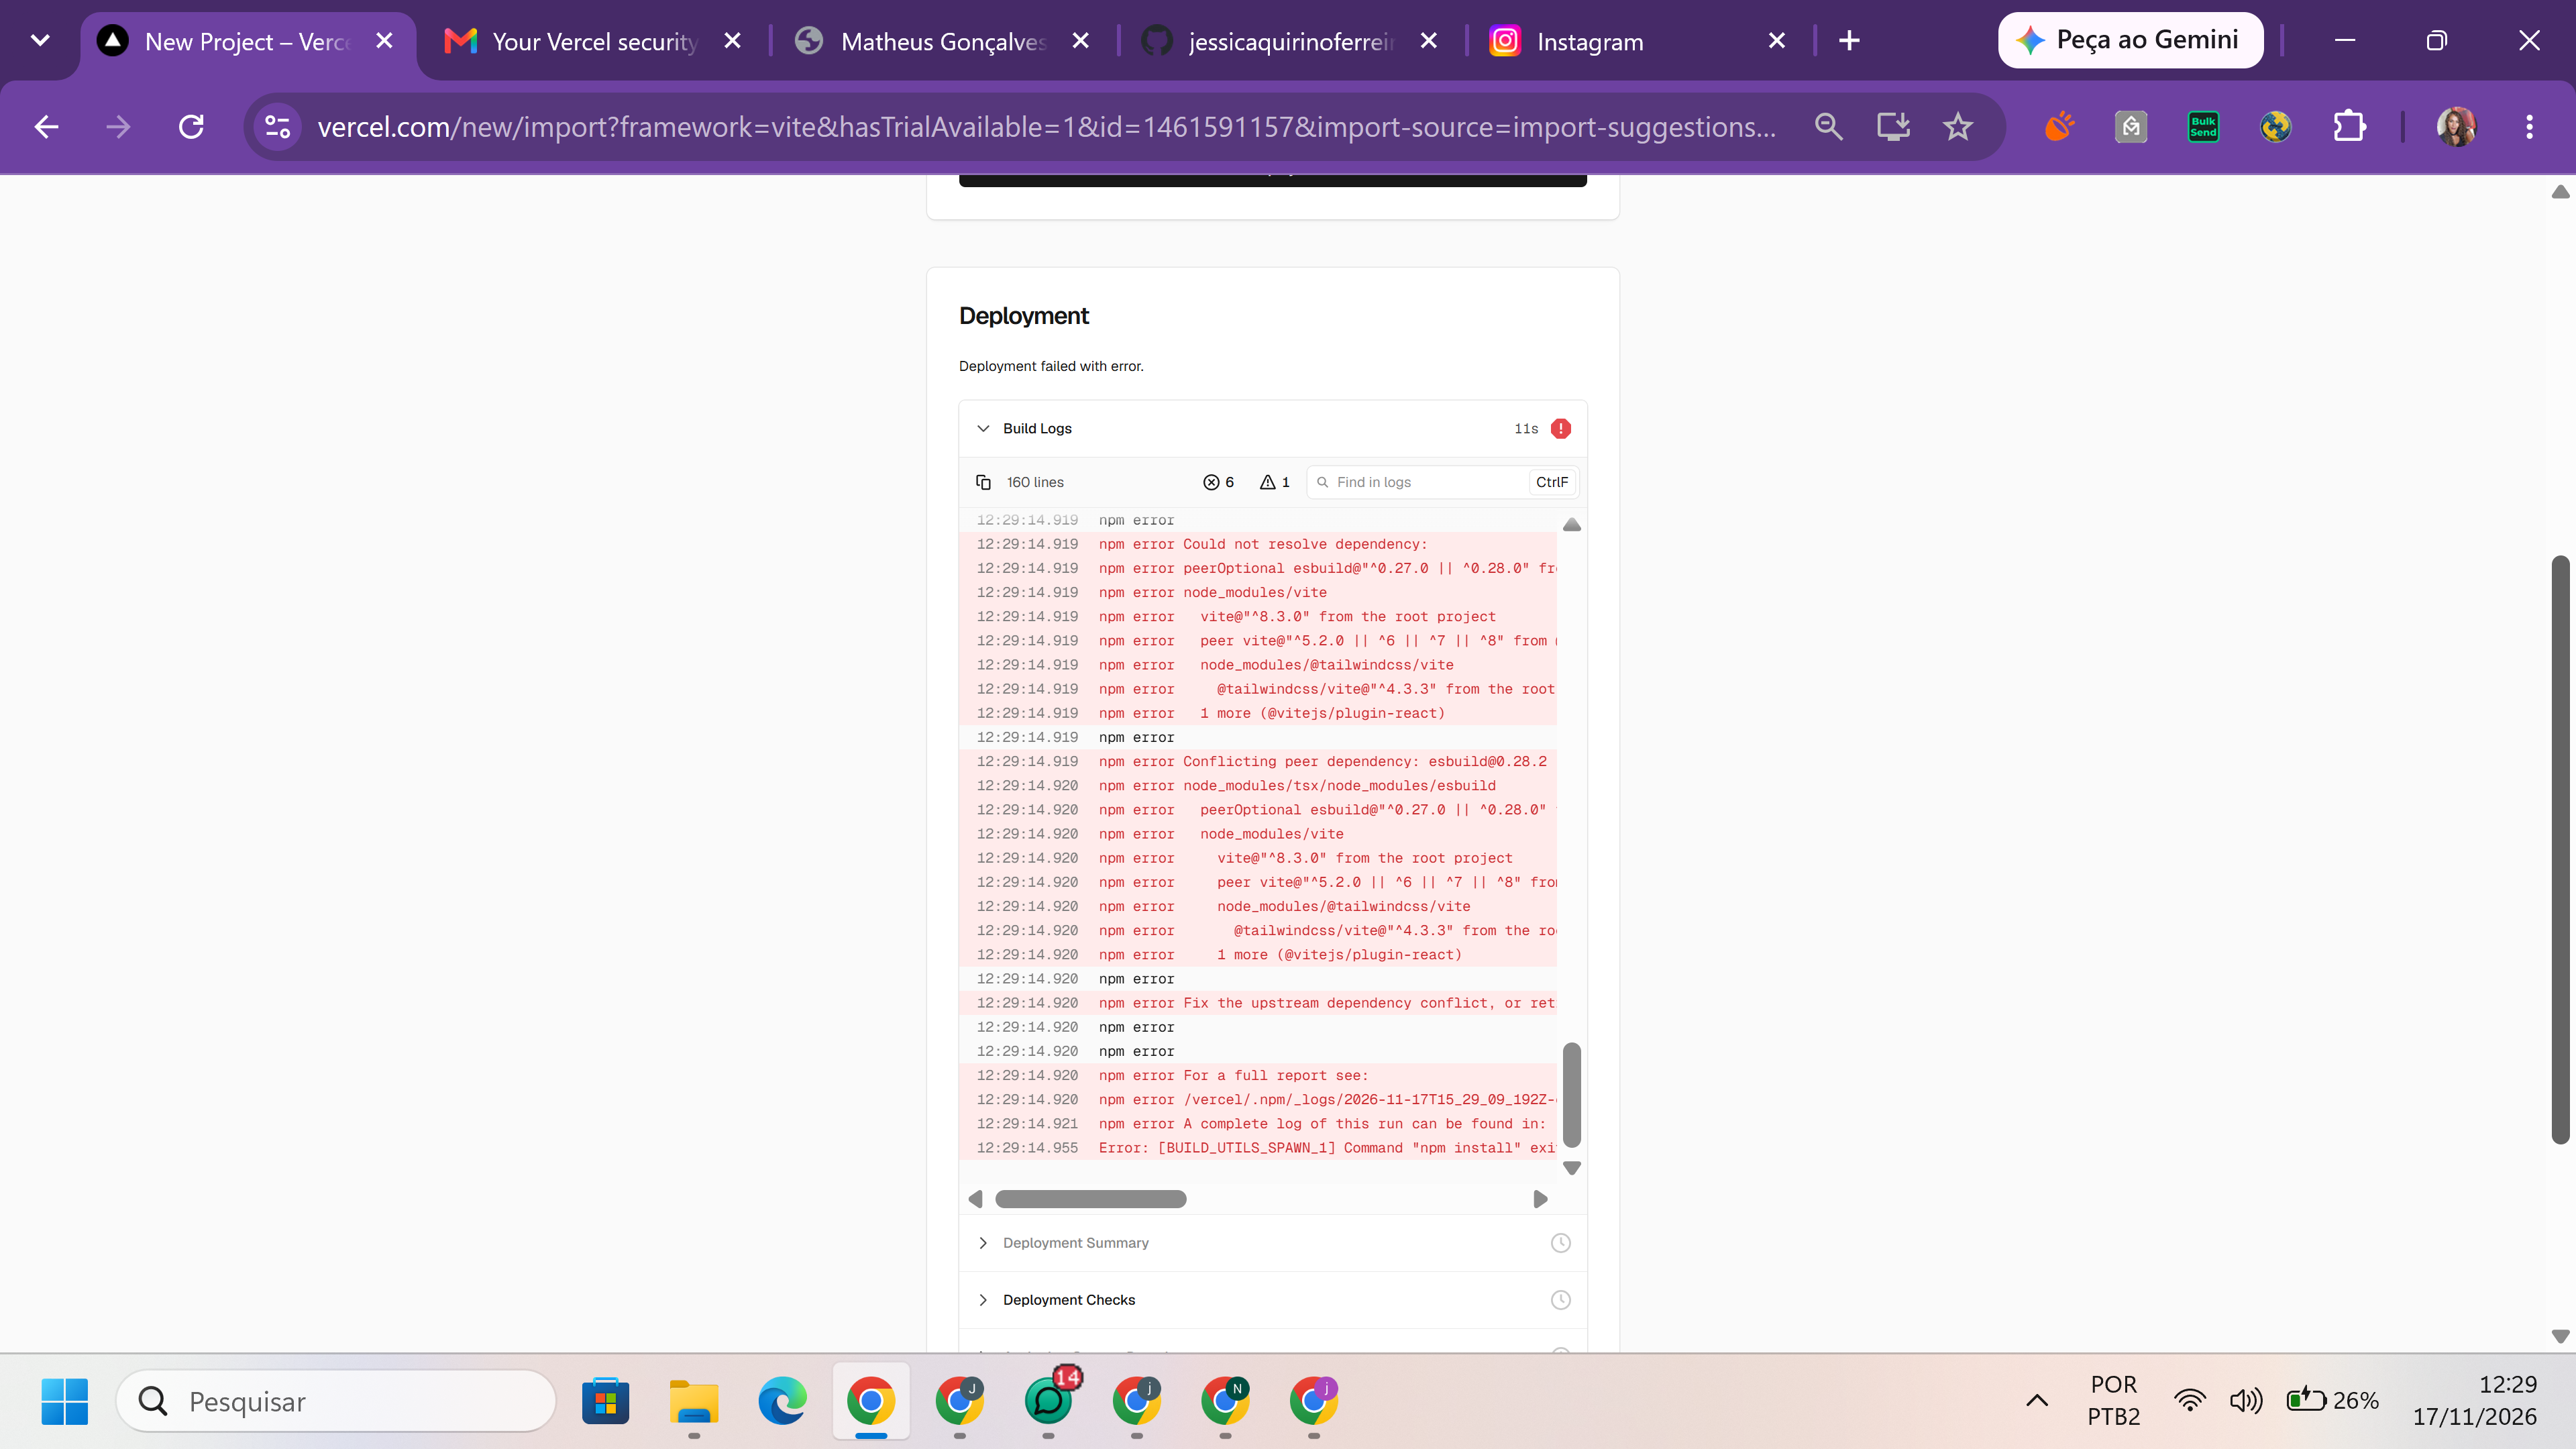 New Project – Verce
Your Vercel security
Matheus Gonçalves
jessicaquirinoferreir
Instagram
Peça ao Gemini
vercel.com/new/import?framework=vite&hasTrialAvailable=1&id=1461591157&import-source=import-suggestions...
Bulk
Send
Deployment
Deployment failed with error.
Build Logs
11s
160 lines
6
1
Find in logs
CtrlF
12:29:14.919 npm error
12:29:14.919 npm error Could not resolve dependency:
12:29:14.919 npm error peerOptional esbuild@"^0.27.0 || ^0.28.0" fr
12:29:14.919 npm error node_modules/vite
12:29:14.919 npm error   vite@"^8.3.0" from the root project
12:29:14.919 npm error   peer vite@"^5.2.0 || ^6 || ^7 || ^8" from
12:29:14.919 npm error   node_modules/@tailwindcss/vite
12:29:14.919 npm error     @tailwindcss/vite@"^4.3.3" from the root
12:29:14.919 npm error   1 more (@vitejs/plugin-react)
12:29:14.919 npm error
12:29:14.919 npm error Conflicting peer dependency: esbuild@0.28.2
12:29:14.920 npm error node_modules/tsx/node_modules/esbuild
12:29:14.920 npm error   peerOptional esbuild@"^0.27.0 || ^0.28.0"
12:29:14.920 npm error   node_modules/vite
12:29:14.920 npm error     vite@"^8.3.0" from the root project
12:29:14.920 npm error     peer vite@"^5.2.0 || ^6 || ^7 || ^8" from
12:29:14.920 npm error     node_modules/@tailwindcss/vite
12:29:14.920 npm error       @tailwindcss/vite@"^4.3.3" from the ro
12:29:14.920 npm error     1 more (@vitejs/plugin-react)
12:29:14.920 npm error
12:29:14.920 npm error Fix the upstream dependency conflict, or ret
12:29:14.920 npm error
12:29:14.920 npm error
12:29:14.920 npm error For a full report see:
12:29:14.920 npm error /vercel/.npm/_logs/2026-11-17T15_29_09_192Z-
12:29:14.921 npm error A complete log of this run can be found in:
12:29:14.955 Error: [BUILD_UTILS_SPAWN_1] Command "npm install" exi
Deployment Summary
Deployment Checks
Pesquisar
J
14
j
N
j
POR
PTB2
26%
12:29
17/11/2026